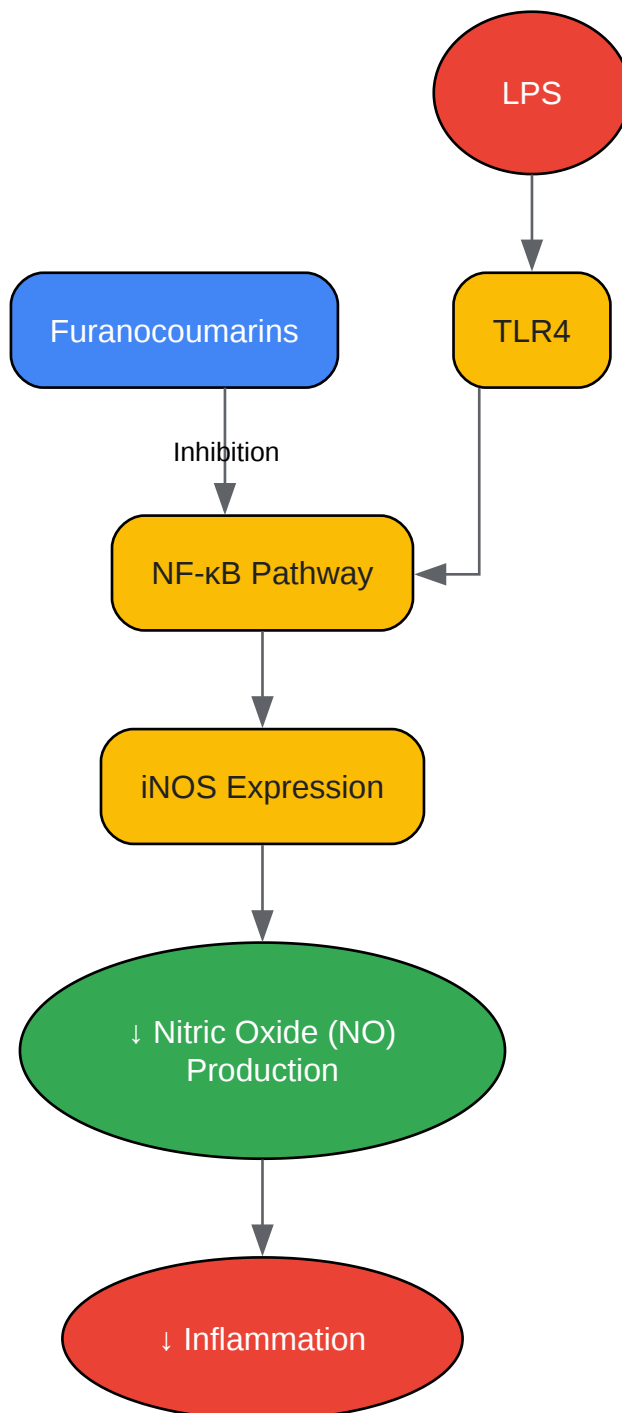 LPS
Furanocoumarins
TLR4
Inhibition
NF-κB Pathway
iNOS Expression
↓ Nitric Oxide (NO)
Production
↓ Inflammation